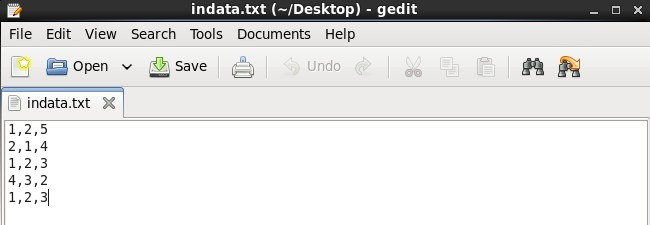 indata.txt (~/Desktop) - gedit
File Edit View Search Tools Documents Help
Open Save Undo
indata.txt
1,2,5
2,1,4
1,2,3
4,3,2
1,2,3